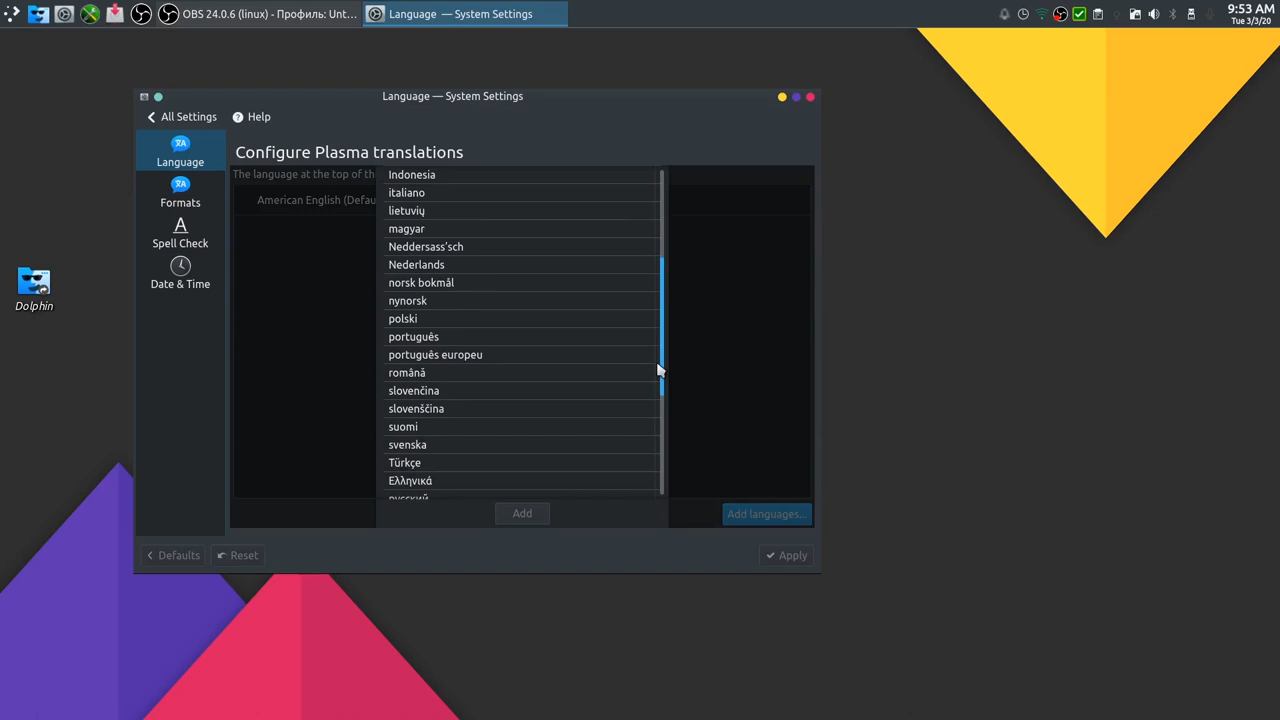 OBS 24.0.6 (linux) - Профиль: Unt...
Language — System Settings
9:53 AM
Tue 3/3/20
Dolphin
Language — System Settings
All Settings
Help
Language
Formats
Spell Check
Date & Time
Configure Plasma translations
The language at the top of th
American English (Defau
Indonesia
italiano
lietuvių
magyar
Neddersass'sch
Nederlands
norsk bokmål
nynorsk
polski
português
português europeu
română
slovenčina
slovenščina
suomi
svenska
Türkçe
Ελληνικά
русский
Add
Add languages...
Defaults
Reset
Apply